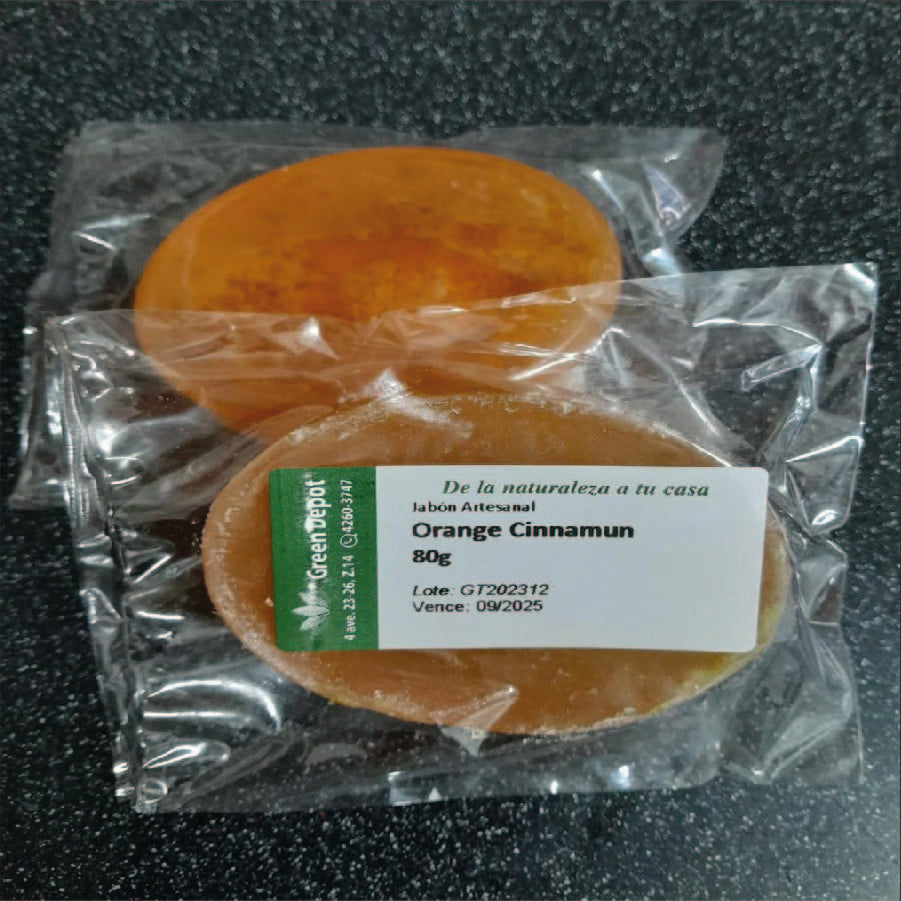 De la naturaleza a tu casa
Jabón Artesanal
Orange Cinnamun
80g
Lote: GT202312
Vence: 09/2025
Green Depot
4 ave. 23-26, Z.14 4260-3747